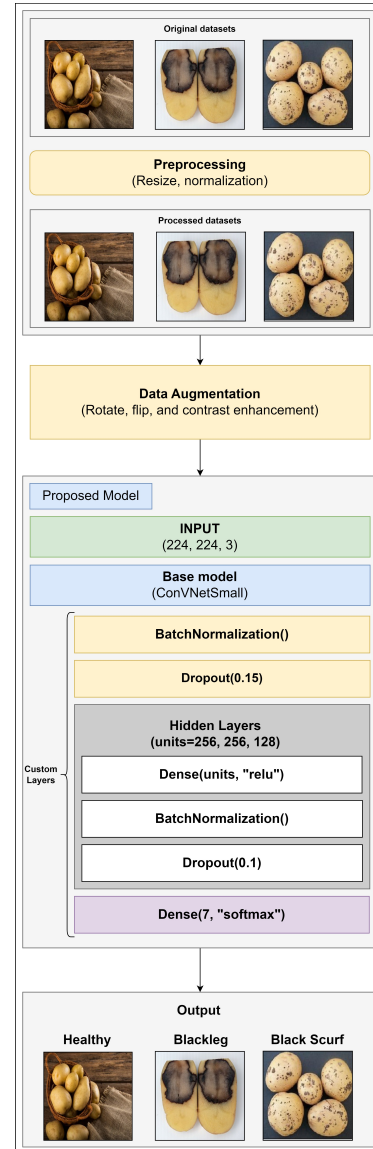 Original datasets
Preprocessing
(Resize, normalization)
Processed datasets
Data Augmentation
(Rotate, flip, and contrast enhancement)
Proposed Model
INPUT
(224, 224, 3)
Base model
(ConVNetSmall)
BatchNormalization()
Dropout(0.15)
Hidden Layers
(units=256, 256, 128)
Custom
Layers
Dense(units, "relu")
BatchNormalization()
Dropout(0.1)
Dense(7, "softmax")
Output
Healthy Blackleg Black Scurf